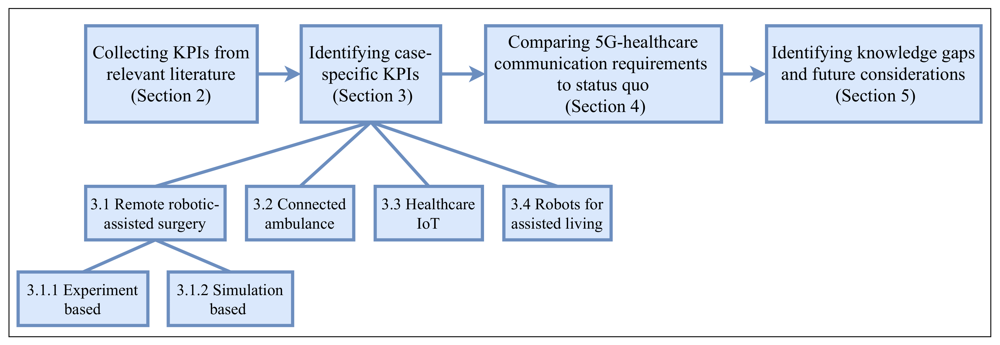 Collecting KPIs from
relevant literature
(Section 2)
Identifying case-
specific KPIs
(Section 3)
Comparing 5G-healthcare
communication requirements
to status quo
(Section 4)
Identifying knowledge gaps
and future considerations
(Section 5)
3.1 Remote robotic-
assisted surgery
3.2 Connected
ambulance
3.3 Healthcare
IoT
3.4 Robots for
assisted living
3.1.1 Experiment
based
3.1.2 Simulation
based